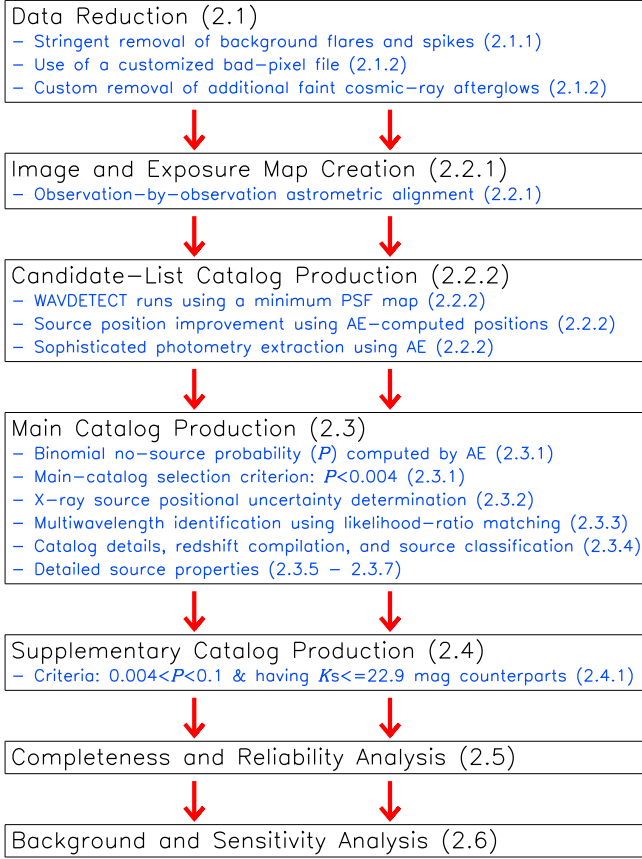 Data Reduction (2.1)
− Stringent removal of background flares and spikes (2.1.1)
− Use of a customized bad−pixel file (2.1.2)
− Custom removal of additional faint cosmic−ray afterglows (2.1.2)
Image and Exposure Map Creation (2.2.1)
− Observation−by−observation astrometric alignment (2.2.1)
Candidate−List Catalog Production (2.2.2)
− WAVDETECT runs using a minimum PSF map (2.2.2)
− Source position improvement using AE−computed positions (2.2.2)
− Sophisticated photometry extraction using AE (2.2.2)
Main Catalog Production (2.3)
− Binomial no−source probability (P) computed by AE (2.3.1)
− Main−catalog selection criterion: P<0.004 (2.3.1)
− X−ray source positional uncertainty determination (2.3.2)
− Multiwavelength identification using likelihood−ratio matching (2.3.3)
− Catalog details, redshift compilation, and source classification (2.3.4)
− Detailed source properties (2.3.5 − 2.3.7)
Supplementary Catalog Production (2.4)
− Criteria: 0.004<P<0.1 & having Ks<=22.9 mag counterparts (2.4.1)
Completeness and Reliability Analysis (2.5)
Background and Sensitivity Analysis (2.6)